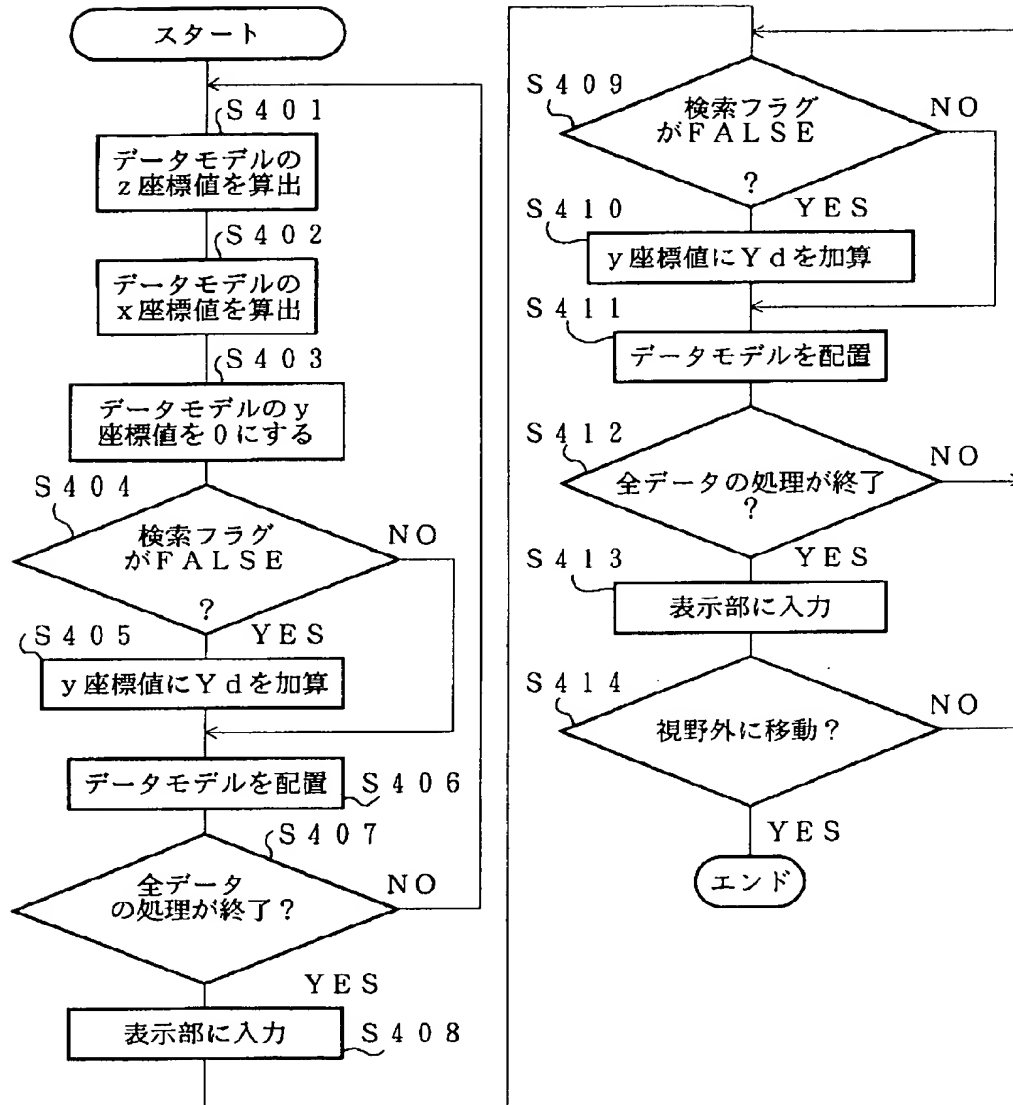 スタート
S401
データモデルの
z座標値を算出
S402
データモデルの
x座標値を算出
S403
データモデルのy
座標値を0にする
S404
検索フラグ
がFALSE
?
NO
YES
S405
y座標値にYdを加算
データモデルを配置
S406
S407
全データ
の処理が終了?
NO
YES
表示部に入力
S408
S409
検索フラグ
がFALSE
?
NO
YES
S410
y座標値にYdを加算
S411
データモデルを配置
S412
全データの処理が終了
?
NO
YES
S413
表示部に入力
S414
視野外に移動?
NO
YES
エンド